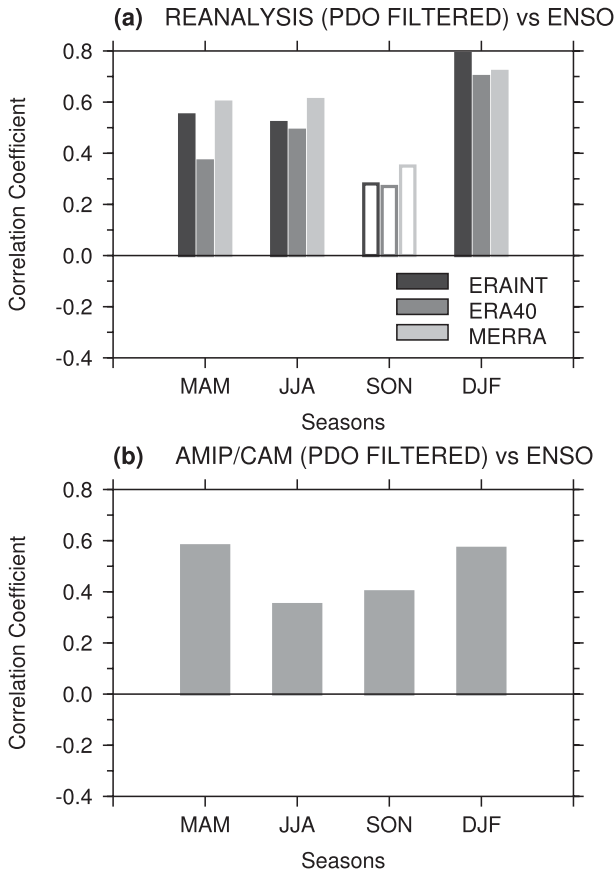 (a) REANALYSIS (PDO FILTERED) vs ENSO
0.8
0.6
0.4
0.2
0.0
-0.2
-0.4
Correlation Coefficient
ERAINT
ERA40
MERRA
MAM JJA SON DJF
Seasons
(b) AMIP/CAM (PDO FILTERED) vs ENSO
0.8
0.6
0.4
0.2
0.0
-0.2
-0.4
Correlation Coefficient
MAM JJA SON DJF
Seasons